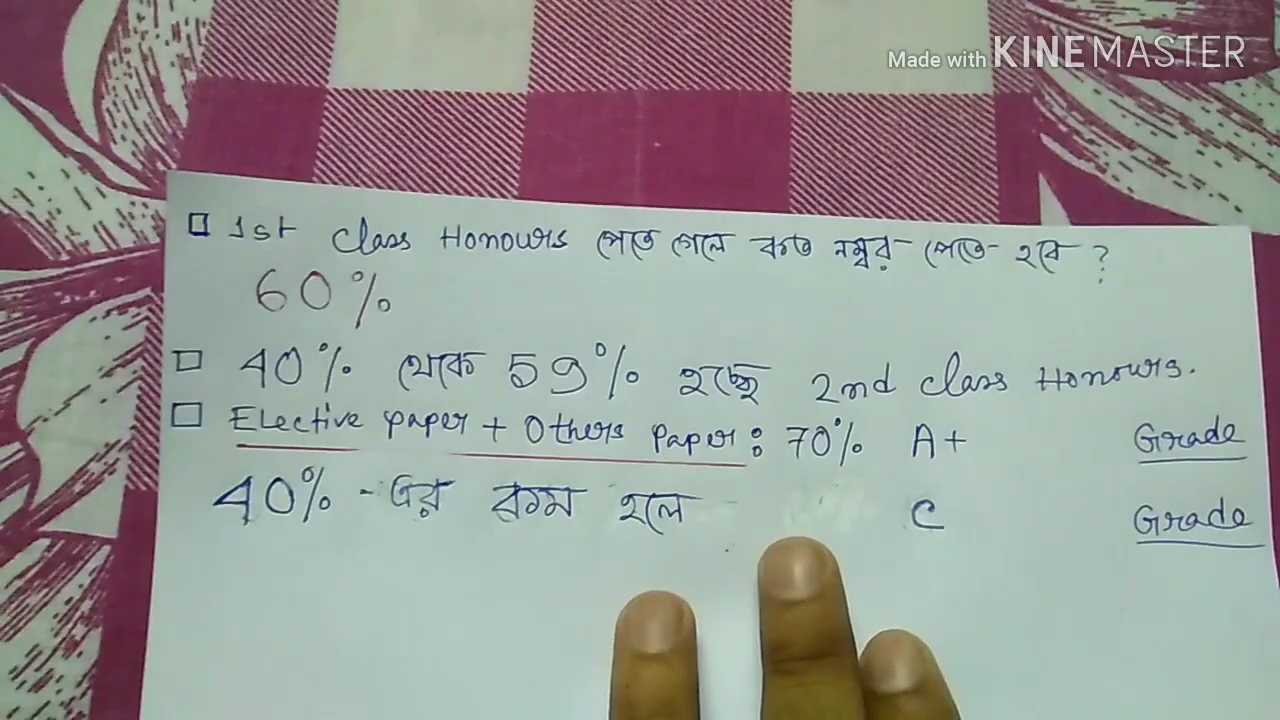 Made with KINEMASTER
1st Class Honours পেতে গেলে কত নম্বর পেতে হবে ?
60%
40% থেকে 59% হচ্ছে 2nd Class Honours.
Elective paper + Others Paper : 70% A+ Grade
40% -এর কম হলে C Grade